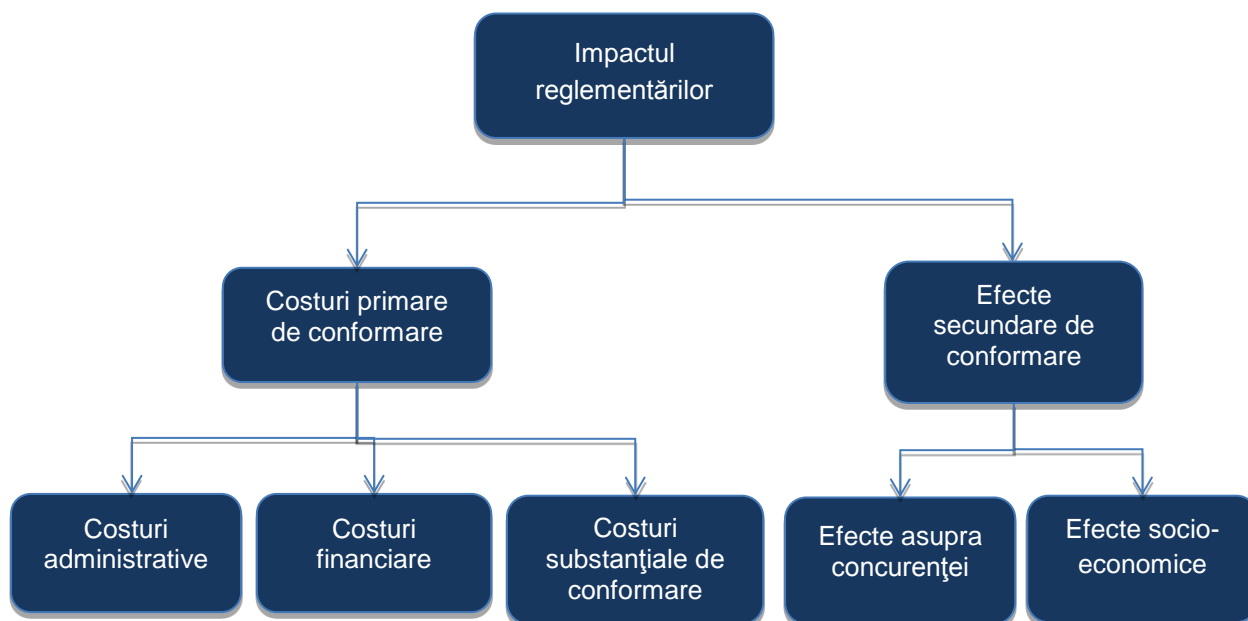 Impactul
reglementărilor
Costuri primare
de conformare
Efecte
secundare de
conformare
Costuri
administrative
Costuri
financiare
Costuri
substanţiale de
conformare
Efecte asupra
concurenţei
Efecte socio-
economice